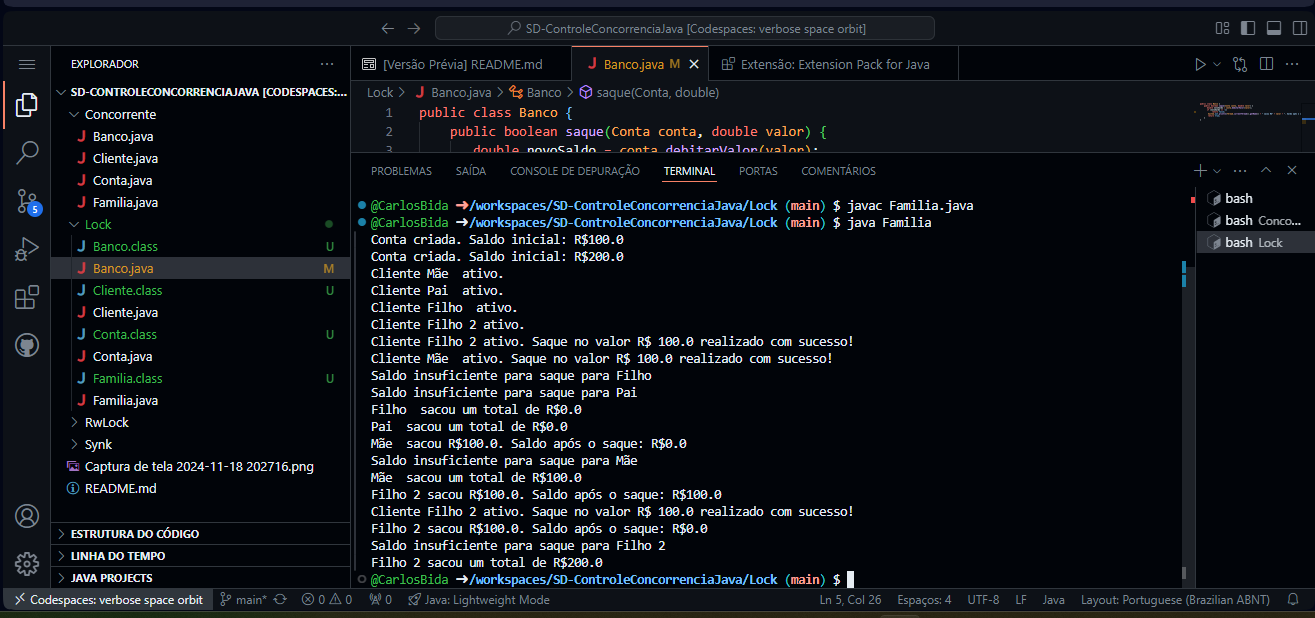 SD-ControleConcorrenciaJava [Codespaces: verbose space orbit]
EXPLORADOR
SD-CONTROLECONCORRENCIAJAVA [CODESPACES:...
Concorrente
Banco.java
Cliente.java
Conta.java
Familia.java
Lock
Banco.class U
Banco.java M
Cliente.class U
Cliente.java
Conta.class U
Conta.java
Familia.class U
Familia.java
RwLock
Synk
Captura de tela 2024-11-18 202716.png
README.md
ESTRUTURA DO CÓDIGO
LINHA DO TEMPO
JAVA PROJECTS
5
[Versão Prévia] README.md
Banco.java M
Extensão: Extension Pack for Java
Lock > Banco.java > Banco > saque(Conta, double)
1 public class Banco {
2 public boolean saque(Conta conta, double valor) {
3 double novoSaldo = conta.debitarValor(valor);
PROBLEMAS SAÍDA CONSOLE DE DEPURAÇÃO TERMINAL PORTAS COMENTÁRIOS
@CarlosBida ➜/workspaces/SD-ControleConcorrenciaJava/Lock (main) $ javac Familia.java
@CarlosBida ➜/workspaces/SD-ControleConcorrenciaJava/Lock (main) $ java Familia
Conta criada. Saldo inicial: R$100.0
Conta criada. Saldo inicial: R$200.0
Cliente Mãe  ativo.
Cliente Pai  ativo.
Cliente Filho  ativo.
Cliente Filho 2 ativo.
Cliente Filho 2 ativo. Saque no valor R$ 100.0 realizado com sucesso!
Cliente Mãe  ativo. Saque no valor R$ 100.0 realizado com sucesso!
Saldo insuficiente para saque para Filho
Saldo insuficiente para saque para Pai
Filho  sacou um total de R$0.0
Pai  sacou um total de R$0.0
Mãe  sacou R$100.0. Saldo após o saque: R$0.0
Saldo insuficiente para saque para Mãe
Mãe  sacou um total de R$100.0
Filho 2 sacou R$100.0. Saldo após o saque: R$100.0
Cliente Filho 2 ativo. Saque no valor R$ 100.0 realizado com sucesso!
Filho 2 sacou R$100.0. Saldo após o saque: R$0.0
Saldo insuficiente para saque para Filho 2
Filho 2 sacou um total de R$200.0
@CarlosBida ➜/workspaces/SD-ControleConcorrenciaJava/Lock (main) $
bash
bash Conco...
bash Lock
Codespaces: verbose space orbit main* 0 0 0 Java: Lightweight Mode Ln 5, Col 26 Espaços: 4 UTF-8 LF Java Layout: Portuguese (Brazilian ABNT)